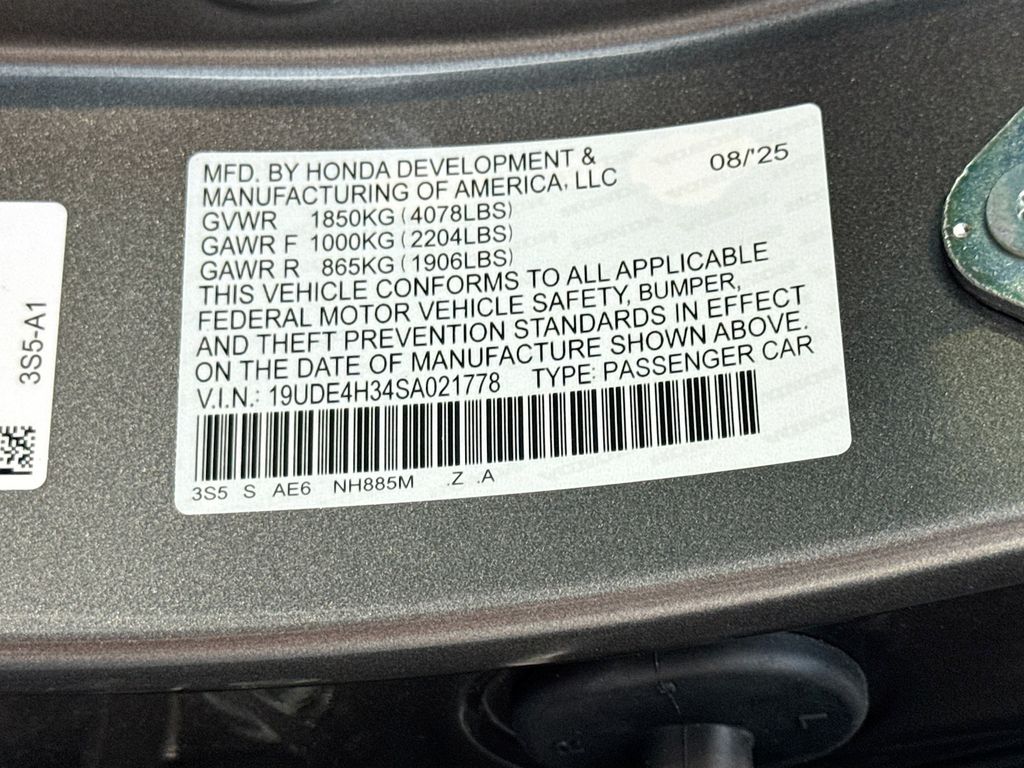 MFD. BY HONDA DEVELOPMENT &
MANUFACTURING OF AMERICA, LLC
08/'25
GVWR 1850KG (4078LBS)
GAWR F 1000KG (2204LBS)
GAWR R 865KG (1906LBS)
THIS VEHICLE CONFORMS TO ALL APPLICABLE
FEDERAL MOTOR VEHICLE SAFETY, BUMPER,
AND THEFT PREVENTION STANDARDS IN EFFECT
ON THE DATE OF MANUFACTURE SHOWN ABOVE.
V.I.N.: 19UDE4H34SA021778 TYPE: PASSENGER CAR
3S5 S AE6 NH885M .Z .A
3S5-A1